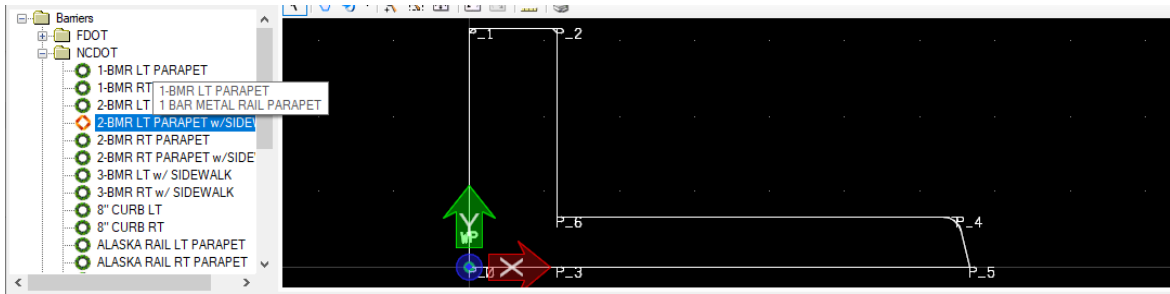 Barriers
FDOT
NCDOT
1-BMR LT PARAPET
1-BMR RT
1-BMR LT PARAPET
2-BMR LT
1 BAR METAL RAIL PARAPET
2-BMR LT PARAPET w/SIDEV
2-BMR RT PARAPET
2-BMR RT PARAPET w/SIDE
3-BMR LT w/ SIDEWALK
3-BMR RT w/ SIDEWALK
8" CURB LT
8" CURB RT
ALASKA RAIL LT PARAPET
ALASKA RAIL RT PARAPET
P_1
P_2
P_6
P_4
Y
WP
P_0
X
P_3
P_5